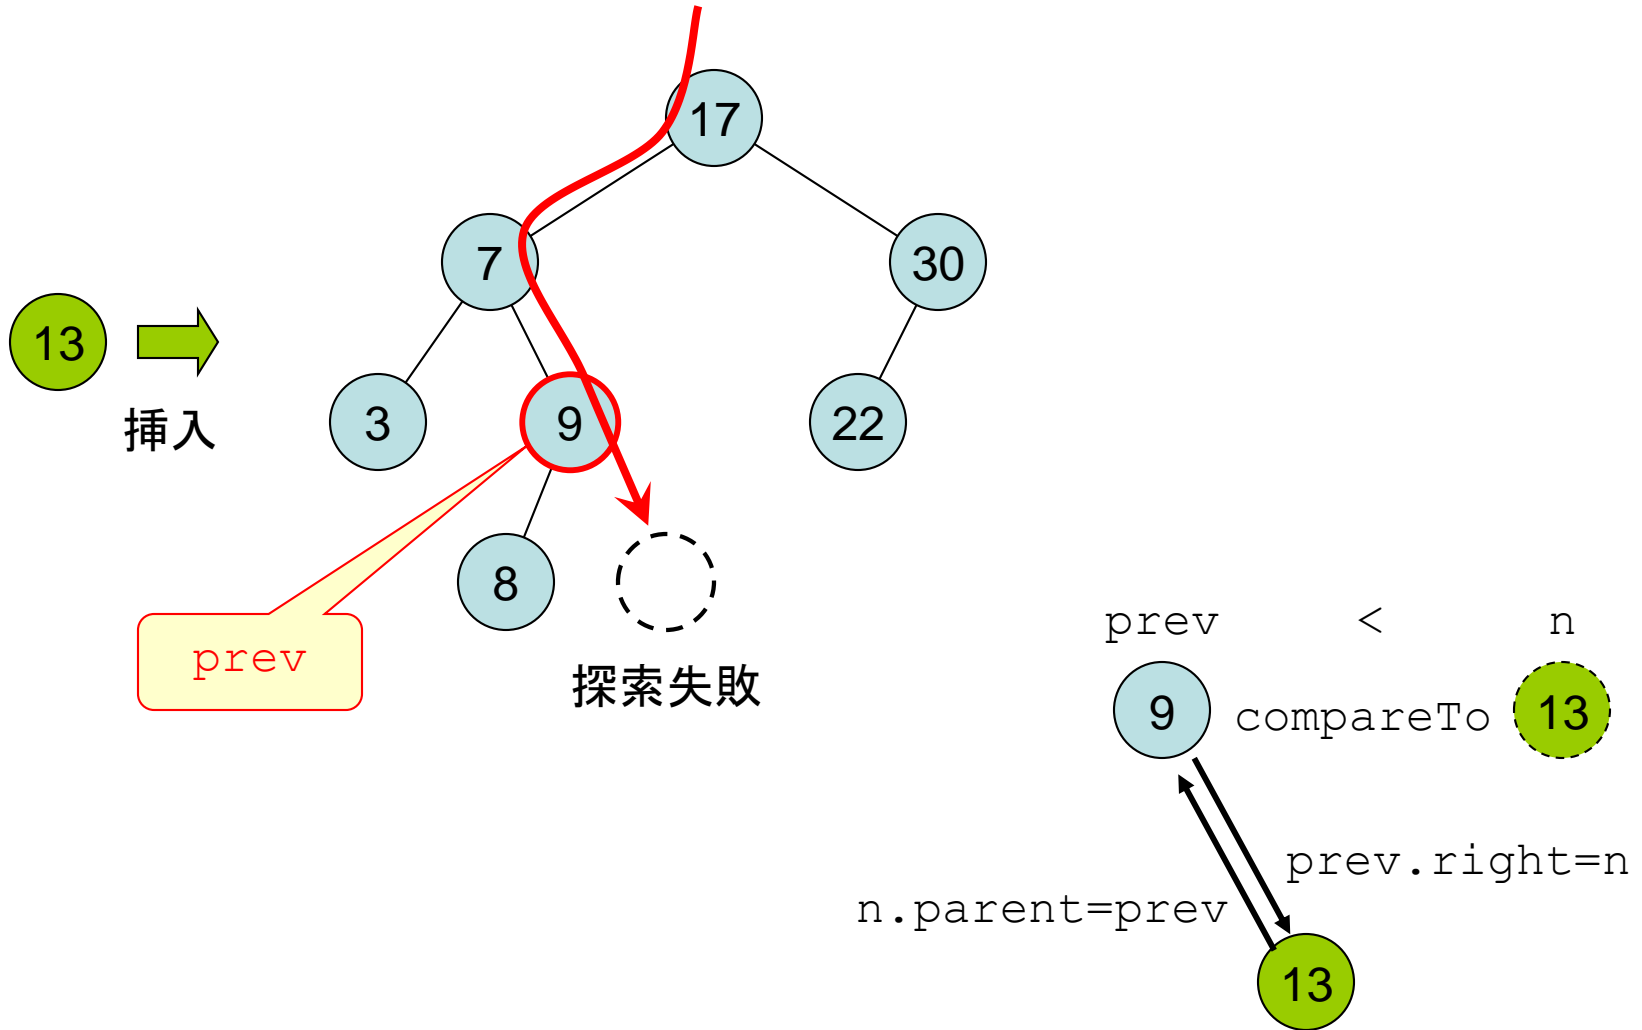 17
7
30
13
挿入
3
9
22
8
prev
探索失敗
prev < n
9 compareTo 13
prev.right=n
n.parent=prev
13